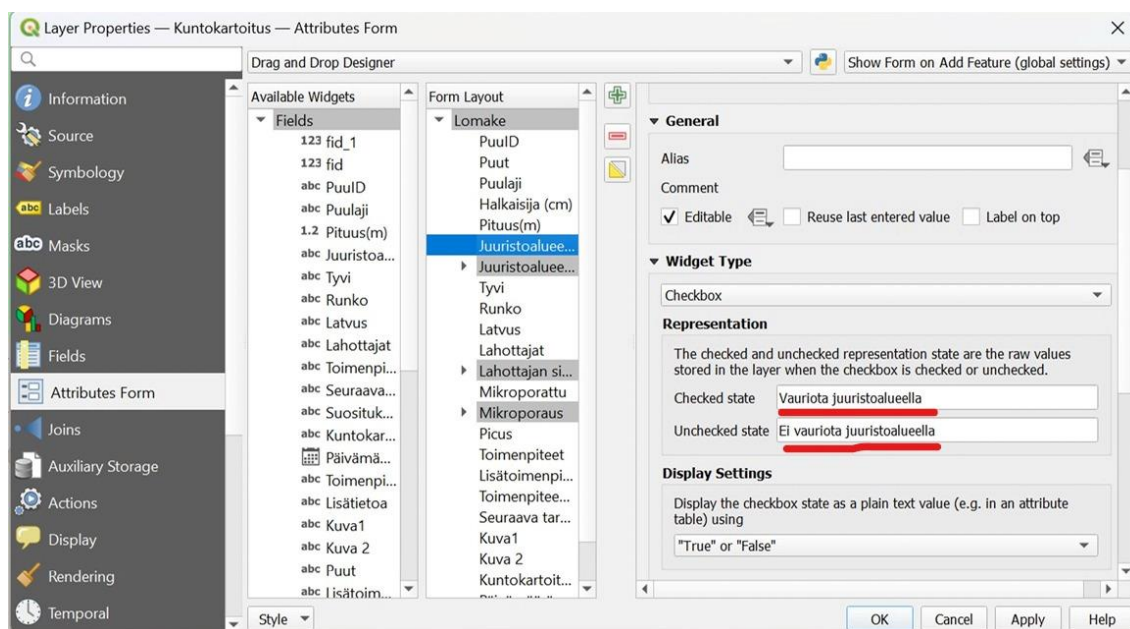 Layer Properties — Kuntokartoitus — Attributes Form
Drag and Drop Designer
Show Form on Add Feature (global settings)
Information
Source
Symbology
abc Labels
abc Masks
3D View
Diagrams
Fields
Attributes Form
Joins
Auxiliary Storage
Actions
Display
Rendering
Temporal
Available Widgets
Fields
123 fid_1
123 fid
abc PuuID
abc Puulaji
1.2 Pituus(m)
abc Juuristoa...
abc Tyvi
abc Runko
abc Latvus
abc Lahottajat
abc Toimenpi...
abc Seuraava...
abc Suosituk...
abc Kuntokar...
Päivämä...
abc Toimenpi...
abc Lisätietoa
abc Kuva1
abc Kuva 2
abc Puut
abc Lisätoim...
Form Layout
Lomake
PuuID
Puut
Puulaji
Halkaisija (cm)
Pituus(m)
Juuristoaluee...
Juuristoaluee...
Tyvi
Runko
Latvus
Lahottajat
Lahottajan si...
Mikroporattu
Mikroporaus
Picus
Toimenpiteet
Lisätoimenpi...
Toimenpitee...
Seuraava tar...
Kuva1
Kuva 2
Kuntokartoit...
General
Alias
Comment
Editable
Reuse last entered value
Label on top
Widget Type
Checkbox
Representation
The checked and unchecked representation state are the raw values
stored in the layer when the checkbox is checked or unchecked.
Checked state Vauriota juuristoalueella
Unchecked state Ei vauriota juuristoalueella
Display Settings
Display the checkbox state as a plain text value (e.g. in an attribute
table) using
"True" or "False"
Style
OK
Cancel
Apply
Help